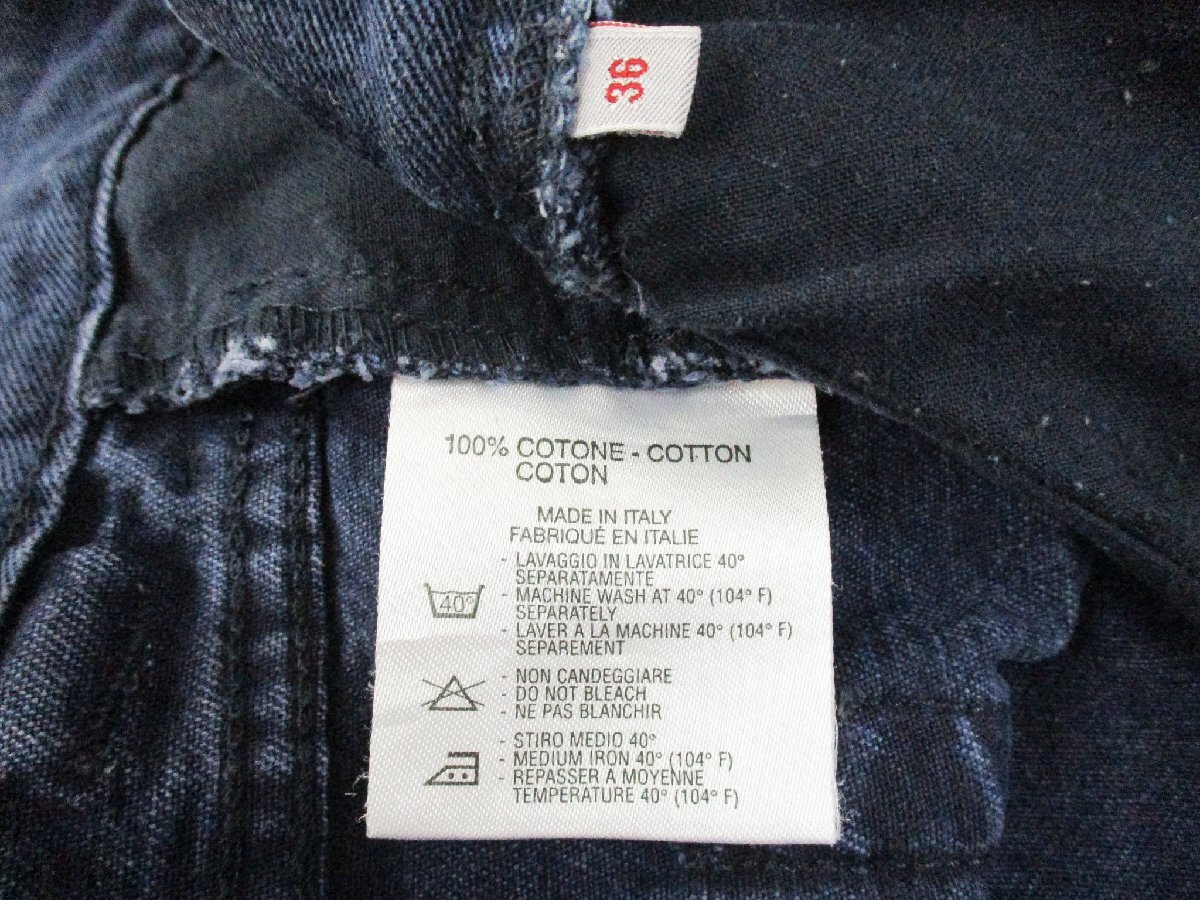 36
100% COTONE - COTTON
COTON
MADE IN ITALY
FABRIQUÉ EN ITALIE
- LAVAGGIO IN LAVATRICE 40°
SEPARATAMENTE
40°
- MACHINE WASH AT 40° (104° F)
SEPARATELY
- LAVER A LA MACHINE 40° (104° F)
SEPAREMENT
- NON CANDEGGIARE
- DO NOT BLEACH
- NE PAS BLANCHIR
- STIRO MEDIO 40°
- MEDIUM IRON 40° (104° F)
- REPASSER A MOYENNE
TEMPERATURE 40° (104° F)